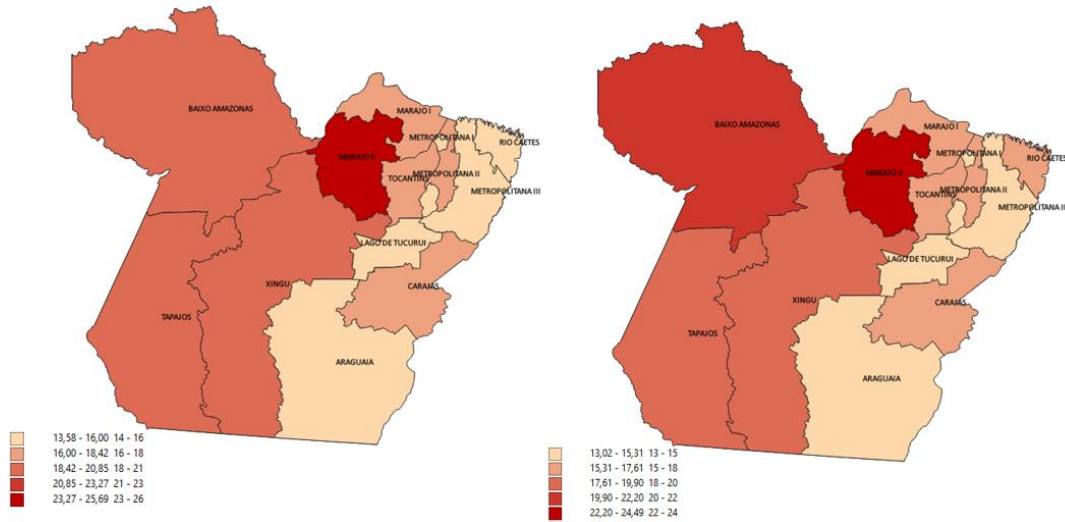 BAIXO AMAZONAS
MARAJO I
METROPOLITANA I
RIO CAETES
MARAJO II
METROPOLITANA II
TOCANTINS
METROPOLITANA III
LAGO DE TUCURUI
XINGU
CARAJAS
TAPAJOS
ARAGUAIA
13,58 - 16,00 14 - 16
16,00 - 18,42 16 - 18
18,42 - 20,85 18 - 21
20,85 - 23,27 21 - 23
23,27 - 25,69 23 - 26
BAIXO AMAZONAS
MARAJO I
METROPOLITANA I
RIO CAETES
MARAJO II
METROPOLITANA II
TOCANTINS
METROPOLITANA II
LAGO DE TUCURUI
XINGU
CARAJAS
TAPAJOS
ARAGUAIA
13,02 - 15,31 13 - 15
15,31 - 17,61 15 - 18
17,61 - 19,90 18 - 20
19,90 - 22,20 20 - 22
22,20 - 24,49 22 - 24